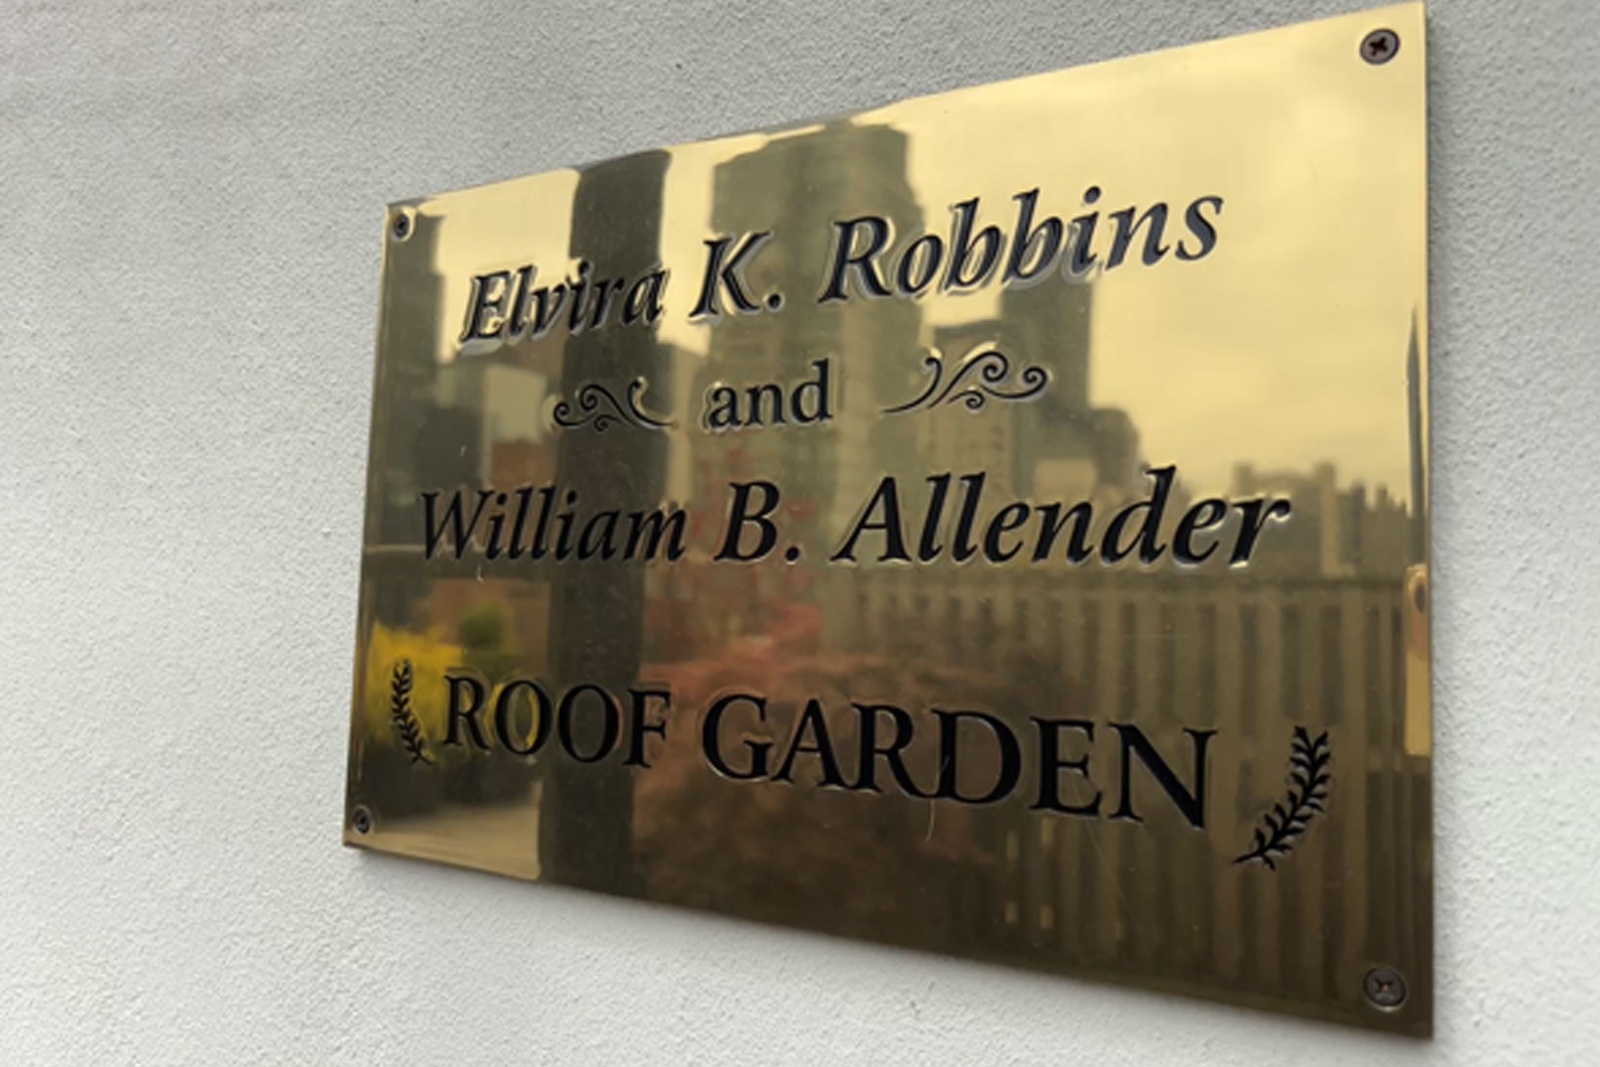 Elvira K. Robbins
and
William B. Allender
ROOF GARDEN